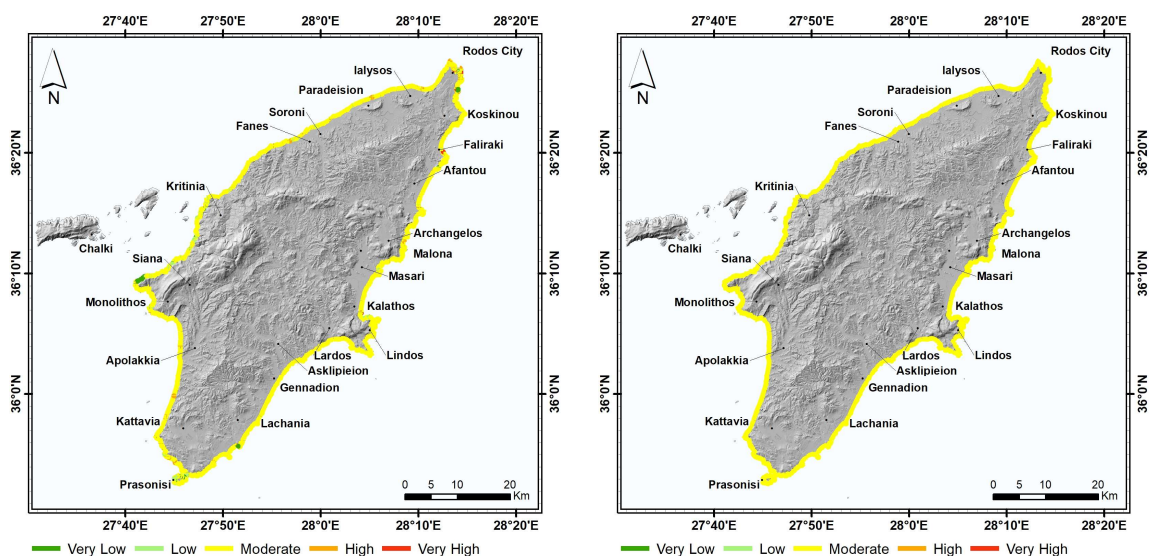 27°40'E 27°50'E 28°0'E 28°10'E 28°20'E
Rodos City
Ialysos
Paradeision
Koskinou
Soroni
Fanes
Faliraki
36°20'N
36°20'N
Afantou
Kritinia
Archangelos
Chalki
Malona
Siana
Masari
36°10'N
36°10'N
Monolithos
Kalathos
Apolakkia
Lardos
Lindos
Asklipieion
Gennadion
36°0'N
36°0'N
Kattavia
Lachania
Prasonisi
N
0 5 10 20
Km
27°40'E 27°50'E 28°0'E 28°10'E 28°20'E
Very Low Low Moderate High Very High
27°40'E 27°50'E 28°0'E 28°10'E 28°20'E
Rodos City
Ialysos
Paradeision
Koskinou
Soroni
Fanes
Faliraki
36°20'N
36°20'N
Afantou
Kritinia
Archangelos
Chalki
Malona
Siana
Masari
36°10'N
36°10'N
Monolithos
Kalathos
Apolakkia
Lardos
Lindos
Asklipieion
Gennadion
36°0'N
36°0'N
Kattavia
Lachania
Prasonisi
N
0 5 10 20
Km
27°40'E 27°50'E 28°0'E 28°10'E 28°20'E
Very Low Low Moderate High Very High